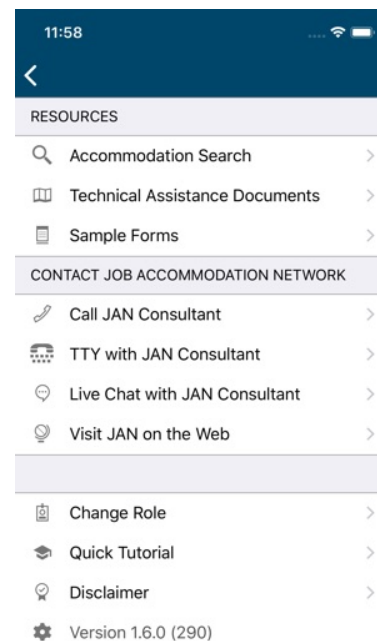 11:58
RESOURCES
Accommodation Search
Technical Assistance Documents
Sample Forms
CONTACT JOB ACCOMMODATION NETWORK
Call JAN Consultant
TTY with JAN Consultant
Live Chat with JAN Consultant
Visit JAN on the Web
Change Role
Quick Tutorial
Disclaimer
Version 1.6.0 (290)